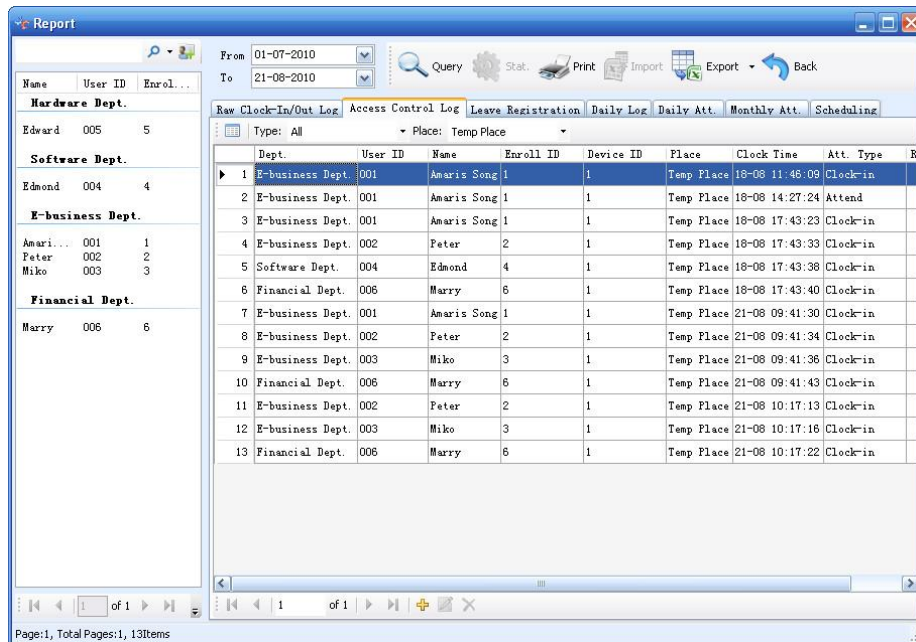 Report
From 01-07-2010
To 21-08-2010
Query Stat. Print Import Export Back
Name User ID Enrol...
Hardware Dept.
Edward 005 5
Software Dept.
Edmond 004 4
E-business Dept.
Amari... 001 1
Peter 002 2
Miko 003 3
Financial Dept.
Marry 006 6
1 of 1
Raw Clock-In/Out Log Access Control Log Leave Registration Daily Log Daily Att. Monthly Att. Scheduling
Type: All Place: Temp Place
Dept. User ID Name Enroll ID Device ID Place Clock Time Att. Type R
1 E-business Dept. 001 Amaris Song 1 1 Temp Place 18-08 11:46:09 Clock-in
2 E-business Dept. 001 Amaris Song 1 1 Temp Place 18-08 14:27:24 Attend
3 E-business Dept. 001 Amaris Song 1 1 Temp Place 18-08 17:43:23 Clock-in
4 E-business Dept. 002 Peter 2 1 Temp Place 18-08 17:43:33 Clock-in
5 Software Dept. 004 Edmond 4 1 Temp Place 18-08 17:43:38 Clock-in
6 Financial Dept. 006 Marry 6 1 Temp Place 18-08 17:43:40 Clock-in
7 E-business Dept. 001 Amaris Song 1 1 Temp Place 21-08 09:41:30 Clock-in
8 E-business Dept. 002 Peter 2 1 Temp Place 21-08 09:41:34 Clock-in
9 E-business Dept. 003 Miko 3 1 Temp Place 21-08 09:41:36 Clock-in
10 Financial Dept. 006 Marry 6 1 Temp Place 21-08 09:41:43 Clock-in
11 E-business Dept. 002 Peter 2 1 Temp Place 21-08 10:17:13 Clock-in
12 E-business Dept. 003 Miko 3 1 Temp Place 21-08 10:17:16 Clock-in
13 Financial Dept. 006 Marry 6 1 Temp Place 21-08 10:17:22 Clock-in
1 of 1
Page:1, Total Pages:1, 13Items